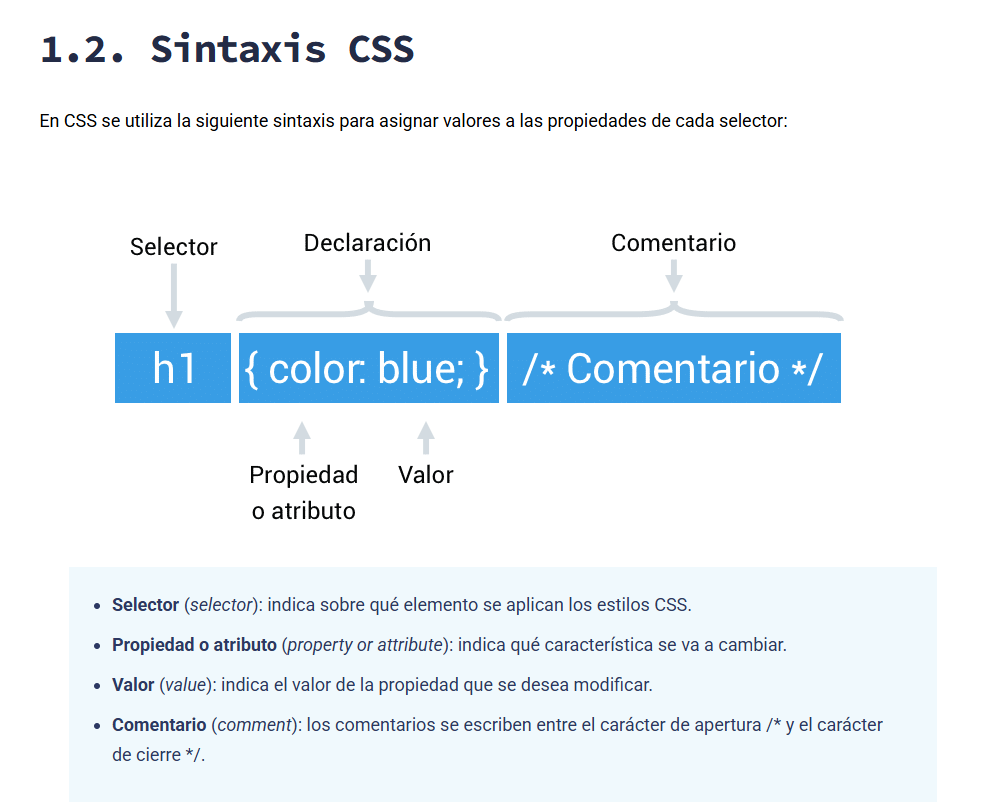 1.2. Sintaxis CSS
En CSS se utiliza la siguiente sintaxis para asignar valores a las propiedades de cada selector:
Selector Declaración Comentario
h1 { color: blue; } /* Comentario */
Propiedad o atributo Valor
• Selector (selector): indica sobre qué elemento se aplican los estilos CSS.
• Propiedad o atributo (property or attribute): indica qué característica se va a cambiar.
• Valor (value): indica el valor de la propiedad que se desea modificar.
• Comentario (comment): los comentarios se escriben entre el carácter de apertura /* y el carácter
de cierre */.